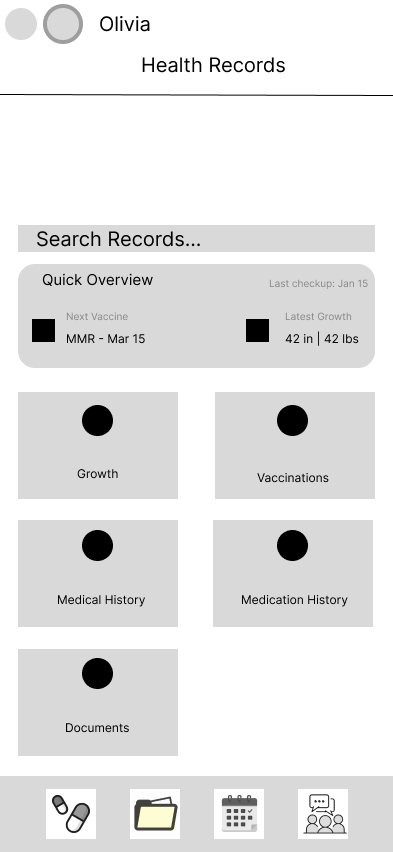 Olivia
Health Records
Search Records...
Quick Overview
Last checkup: Jan 15
Next Vaccine
MMR - Mar 15
Latest Growth
42 in | 42 lbs
Growth
Vaccinations
Medical History
Medication History
Documents